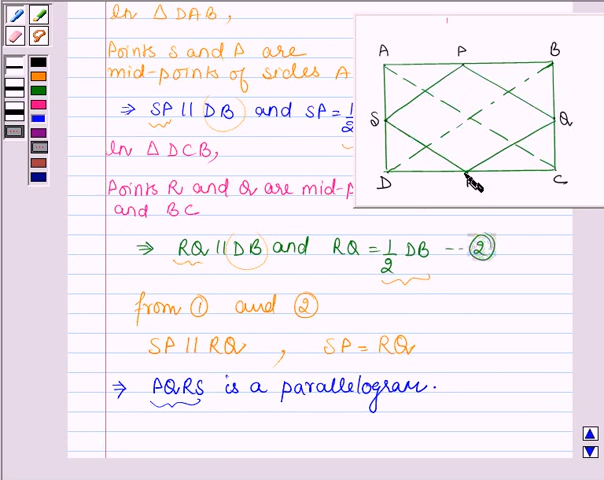 In Δ DAB,
Points S and P are
mid-points of sides A
⇒ SP || DB and SP = 1/2
In Δ DCB,
Points R and Q are mid-p
and BC
⇒ RQ || DB and RQ = 1/2 DB -- ②
from ① and ②
SP || RQ , SP = RQ
⇒ PQRS is a parallelogram.
A P B
S Q
D C